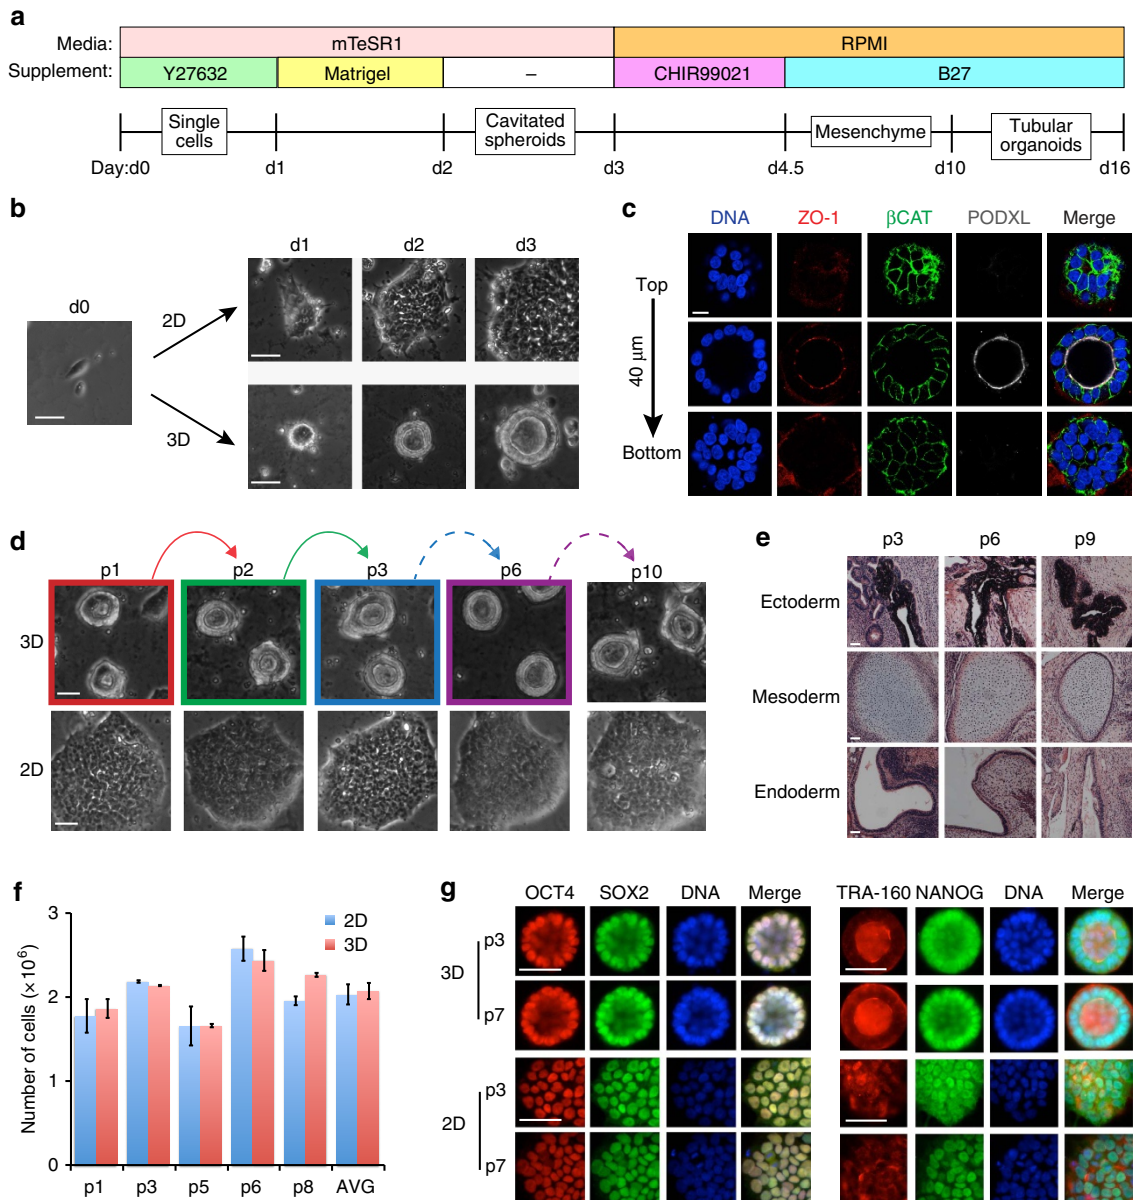 a
Media: mTeSR1 RPMI
Supplement: Y27632 Matrigel – CHIR99021 B27
Single cells
Cavitated spheroids
Mesenchyme
Tubular organoids
Day:d0 d1 d2 d3 d4.5 d10 d16
b
d0
2D
3D
d1 d2 d3
c
DNA ZO-1 βCAT PODXL Merge
Top
40 μm
Bottom
d
p1 p2 p3 p6 p10
3D
2D
e
p3 p6 p9
Ectoderm
Mesoderm
Endoderm
f
Number of cells (× 10⁶)
3
2
1
0
2D
3D
p1 p3 p5 p6 p8 AVG
g
OCT4 SOX2 DNA Merge TRA-160 NANOG DNA Merge
3D
p3
p7
2D
p3
p7